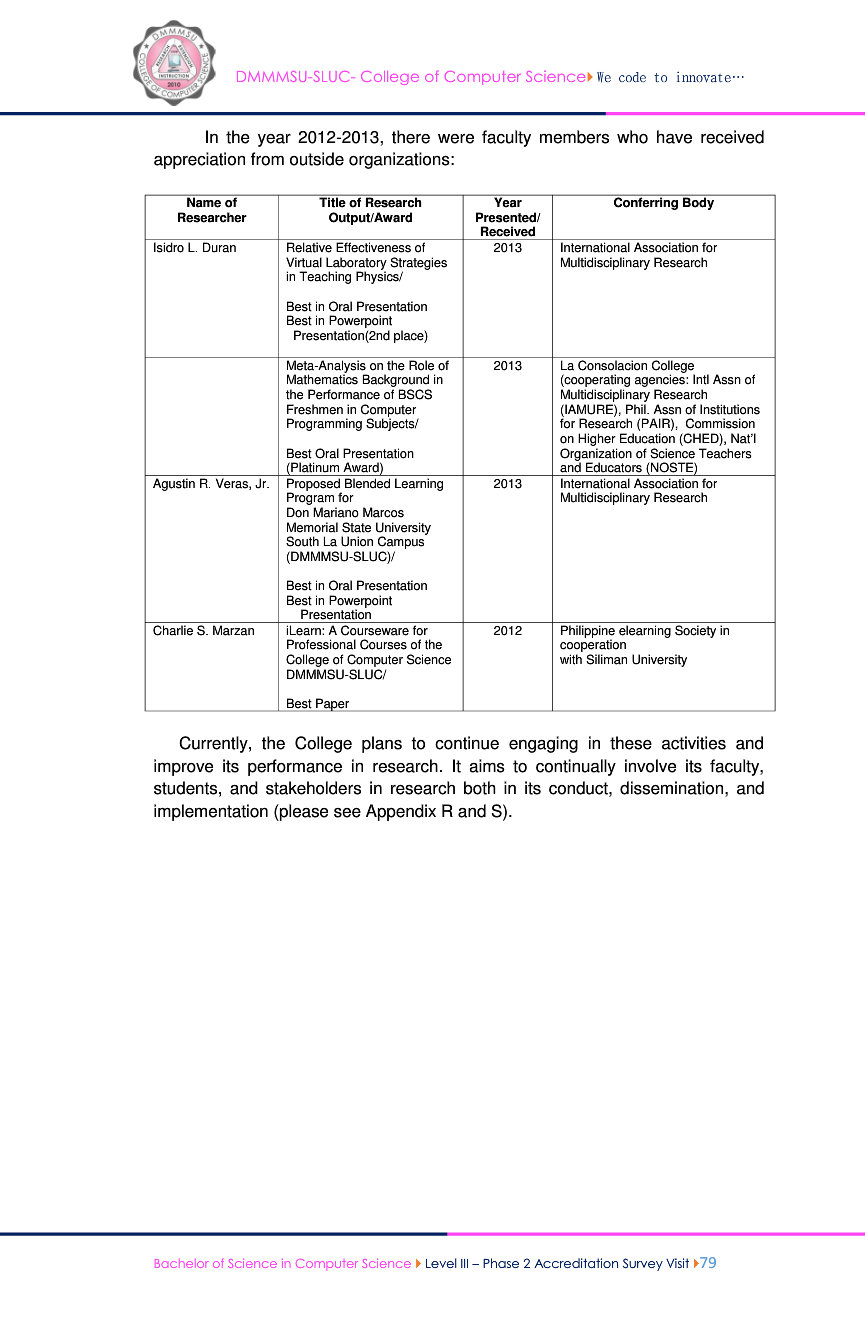 DMMMSU
RESEARCH
EXTENSION
INSTRUCTION
2010
COLLEGE OF COMPUTER SCIENCE
DMMMSU-SLUC- College of Computer Science We code to innovate…
In the year 2012-2013, there were faculty members who have received
appreciation from outside organizations:
Name of
Researcher
Title of Research
Output/Award
Year
Presented/
Received
Conferring Body
Isidro L. Duran
Relative Effectiveness of
Virtual Laboratory Strategies
in Teaching Physics/
Best in Oral Presentation
Best in Powerpoint
Presentation(2nd place)
2013
International Association for
Multidisciplinary Research
Meta-Analysis on the Role of
Mathematics Background in
the Performance of BSCS
Freshmen in Computer
Programming Subjects/
Best Oral Presentation
(Platinum Award)
2013
La Consolacion College
(cooperating agencies: Intl Assn of
Multidisciplinary Research
(IAMURE), Phil. Assn of Institutions
for Research (PAIR), Commission
on Higher Education (CHED), Nat’l
Organization of Science Teachers
and Educators (NOSTE)
Agustin R. Veras, Jr.
Proposed Blended Learning
Program for
Don Mariano Marcos
Memorial State University
South La Union Campus
(DMMMSU-SLUC)/
Best in Oral Presentation
Best in Powerpoint
Presentation
2013
International Association for
Multidisciplinary Research
Charlie S. Marzan
iLearn: A Courseware for
Professional Courses of the
College of Computer Science
DMMMSU-SLUC/
Best Paper
2012
Philippine elearning Society in
cooperation
with Siliman University
Currently, the College plans to continue engaging in these activities and
improve its performance in research. It aims to continually involve its faculty,
students, and stakeholders in research both in its conduct, dissemination, and
implementation (please see Appendix R and S).
Bachelor of Science in Computer Science Level III – Phase 2 Accreditation Survey Visit 79